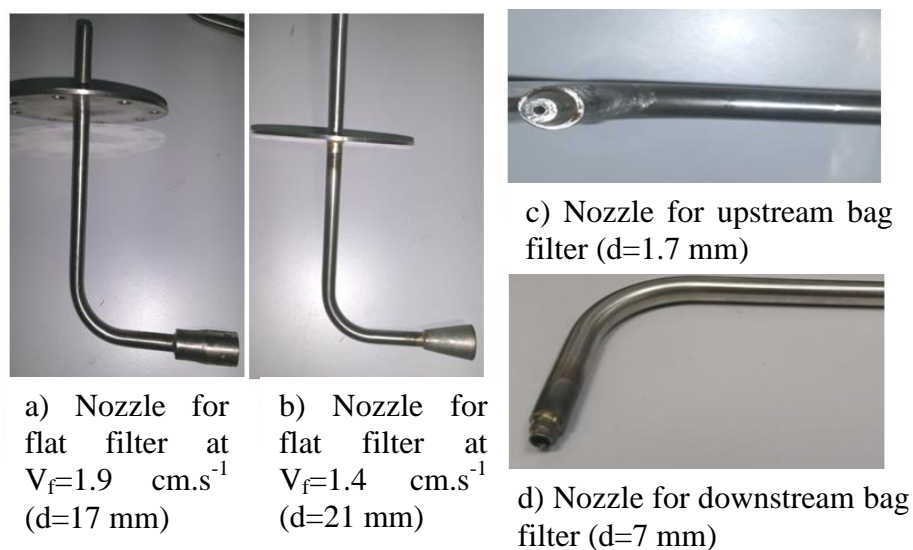 a) Nozzle for
flat filter at
Vf=1.9 cm.s-1
(d=17 mm)
b) Nozzle for
flat filter at
Vf=1.4 cm.s-1
(d=21 mm)
c) Nozzle for upstream bag
filter (d=1.7 mm)
d) Nozzle for downstream bag
filter (d=7 mm)